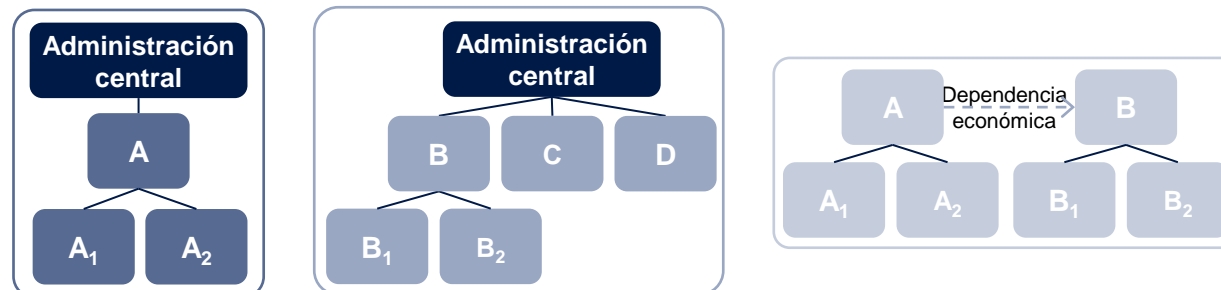 Administración
central
A
A₁
A₂
Administración
central
B
C
D
B₁
B₂
A
Dependencia
económica
B
A₁
A₂
B₁
B₂